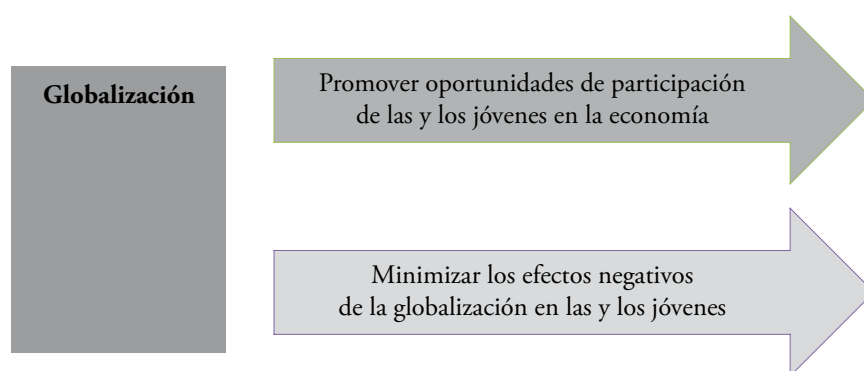 Globalización
Promover oportunidades de participación
de las y los jóvenes en la economía
Minimizar los efectos negativos
de la globalización en las y los jóvenes